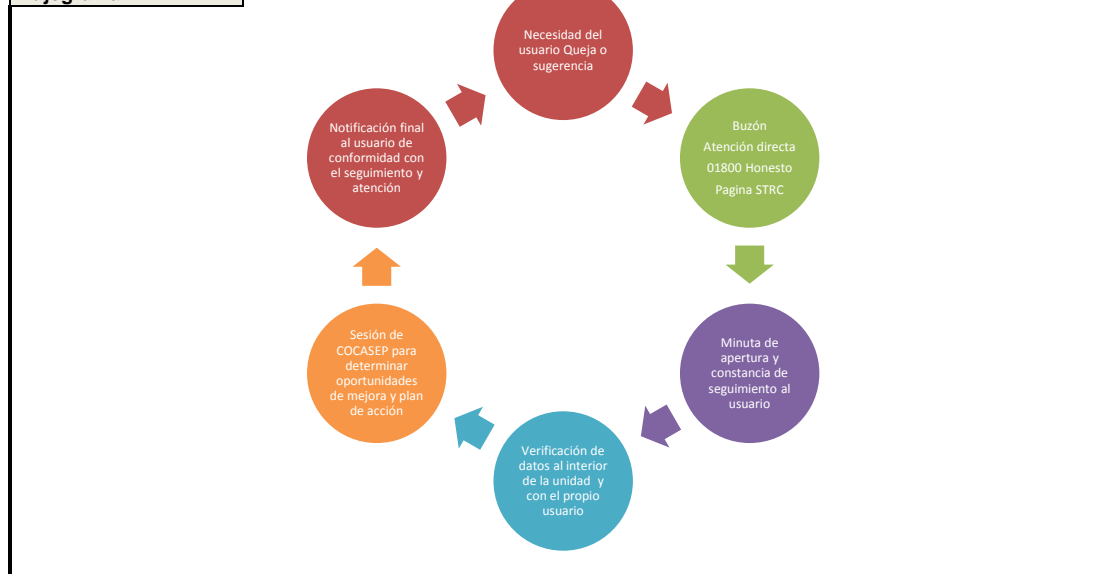 Necesidad del
usuario Queja o
sugerencia
Buzón
Atención directa
01800 Honesto
Pagina STRC
Minuta de
apertura y
constancia de
seguimiento al
usuario
Verificación de
datos al interior
de la unidad y
con el propio
usuario
Sesión de
COCASEP para
determinar
oportunidades
de mejora y plan
de acción
Notificación final
al usuario de
conformidad con
el seguimiento y
atención